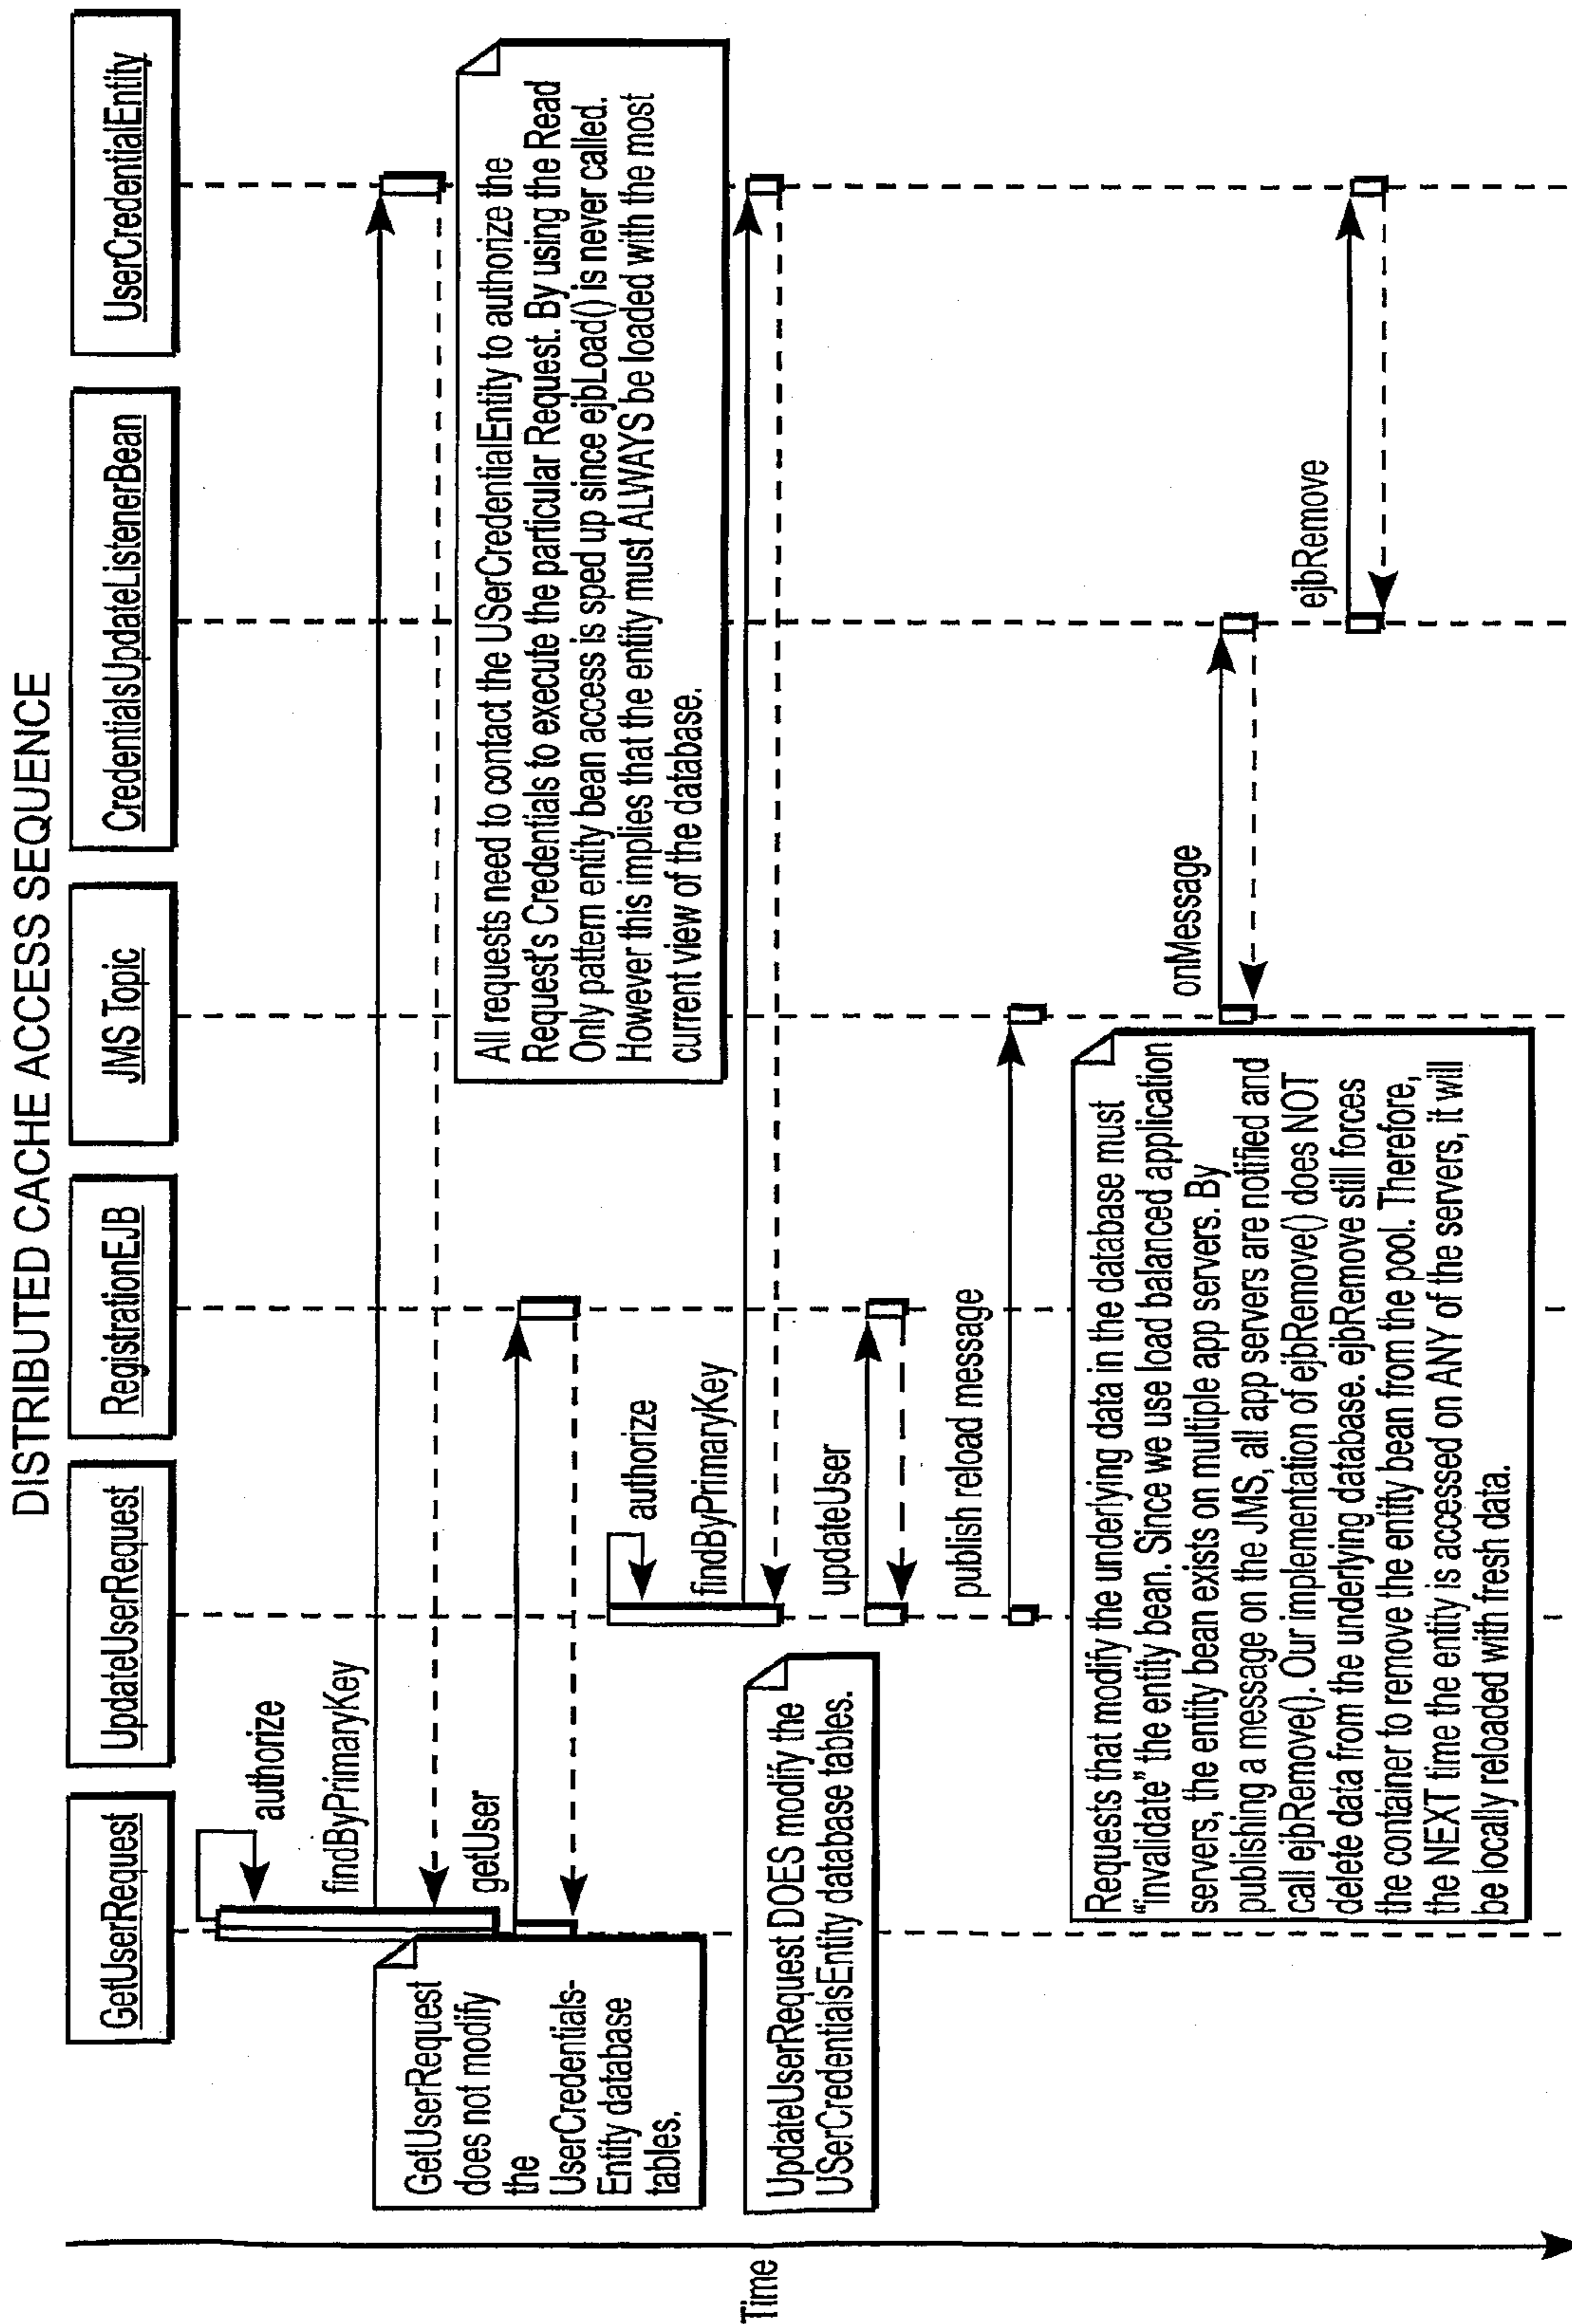 DISTRIBUTED CACHE ACCESS SEQUENCE
GetUserRequest
UpdateUserRequest
RegistrationEJB
JMS Topic
CredentialsUpdateListenerBean
UserCredentialEntity
authorize
findByPrimaryKey
getUser
GetUserRequest
does not modify
the
UserCredentials-
Entity database
tables.
All requests need to contact the USerCredentialEntity to authorize the
Request's Credentials to execute the particular Request. By using the Read
Only pattern entity bean access is sped up since ejbLoad() is never called.
However this implies that the entity must ALWAYS be loaded with the most
current view of the database.
authorize
findByPrimaryKey
Time
UpdateUserRequest DOES modify the
USerCredentialsEntity database tables.
updateUser
publish reload message
Requests that modify the underlying data in the database must
"invalidate" the entity bean. Since we use load balanced application
servers, the entity bean exists on multiple app servers. By
publishing a message on the JMS, all app servers are notified and
call ejbRemove(). Our implementation of ejbRemove() does NOT
delete data from the underlying database. ejbRemove still forces
the container to remove the entity bean from the pool. Therefore,
the NEXT time the entity is accessed on ANY of the servers, it will
be locally reloaded with fresh data.
onMessage
ejbRemove